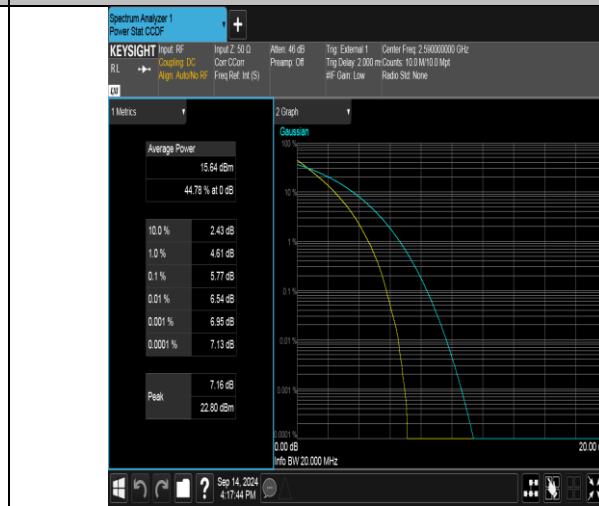 Spectrum Analyzer 1
Power Stat CCDF
+
KEYSIGHT Input: RF Input Z: 50 Ω Atten: 46 dB Trig: External 1 Center Freq: 2.590000000 GHz
RL Coupling: DC Corr CCorr Preamp: Off Trig Delay: 2.000 m Counts: 10.0 M/10.0 Mpt
Align: Auto/No RF Freq Ref: Int (S) #IF Gain: Low Radio Std: None
1 Metrics
2 Graph
Gaussian
Average Power
15.64 dBm
44.78 % at 0 dB
10.0 % 2.43 dB
1.0 % 4.61 dB
0.1 % 5.77 dB
0.01 % 6.54 dB
0.001 % 6.95 dB
0.0001 % 7.13 dB
Peak 7.16 dB
22.80 dBm
100 %
10 %
1 %
0.1 %
0.01 %
0.001 %
0.0001 %
0.00 dB 20.00
Info BW 20.000 MHz
? Sep 14, 2024
4:17:44 PM